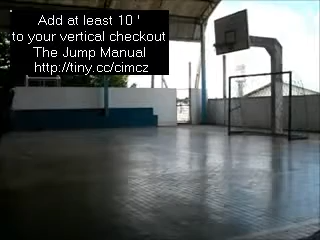 Add at least 10 '
to your vertical checkout
The Jump Manual
http://tiny.cc/cimcz